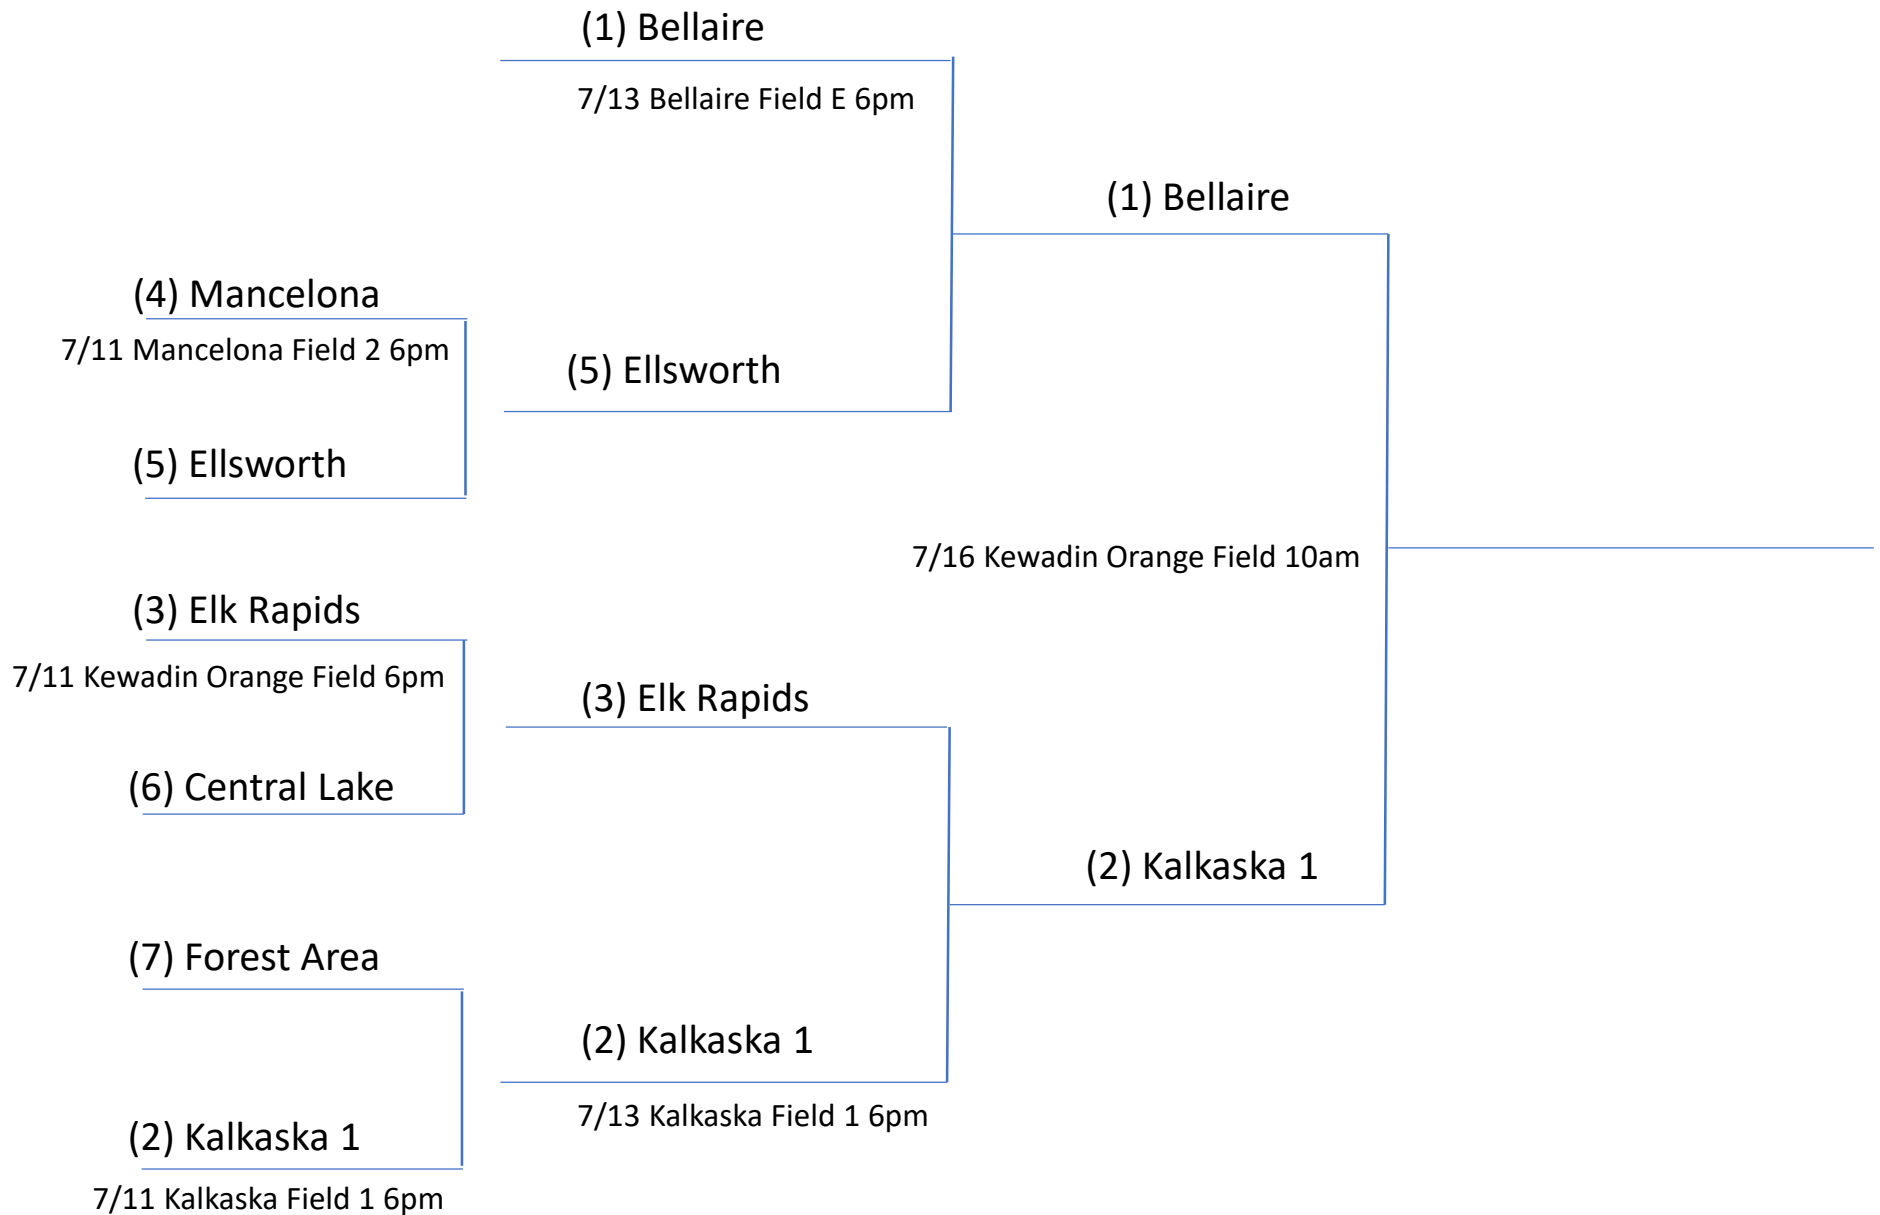 (1) Bellaire
7/13 Bellaire Field E 6pm
(1) Bellaire
(4) Mancelona
7/11 Mancelona Field 2 6pm
(5) Ellsworth
(5) Ellsworth
7/16 Kewadin Orange Field 10am
(3) Elk Rapids
7/11 Kewadin Orange Field 6pm
(3) Elk Rapids
(6) Central Lake
(2) Kalkaska 1
(7) Forest Area
(2) Kalkaska 1
7/13 Kalkaska Field 1 6pm
(2) Kalkaska 1
7/11 Kalkaska Field 1 6pm